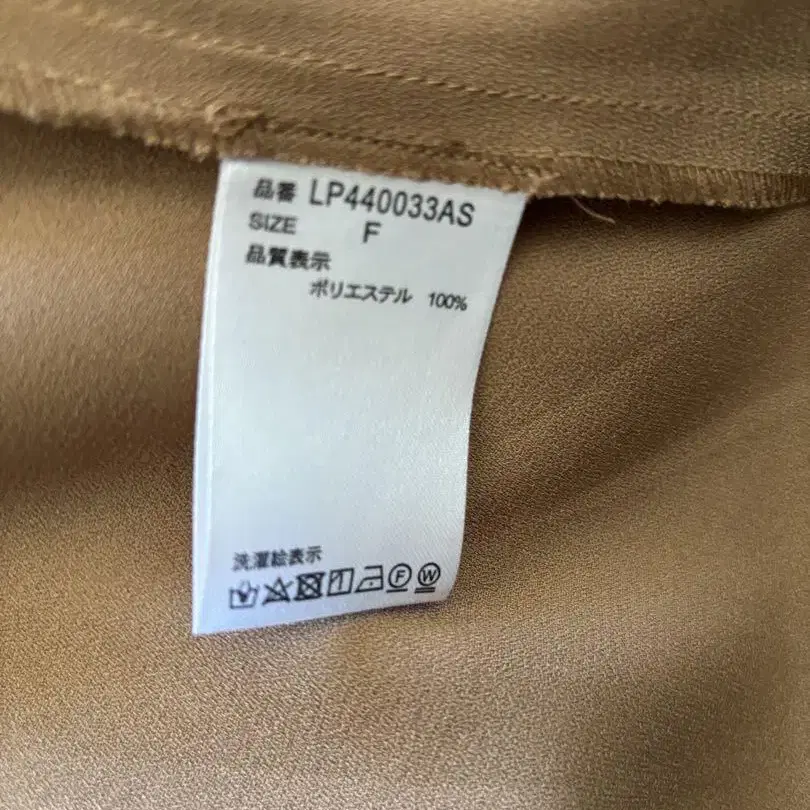 品番 LP440033AS
SIZE F
品質表示
ポリエステル 100%
洗濯絵表示
F W